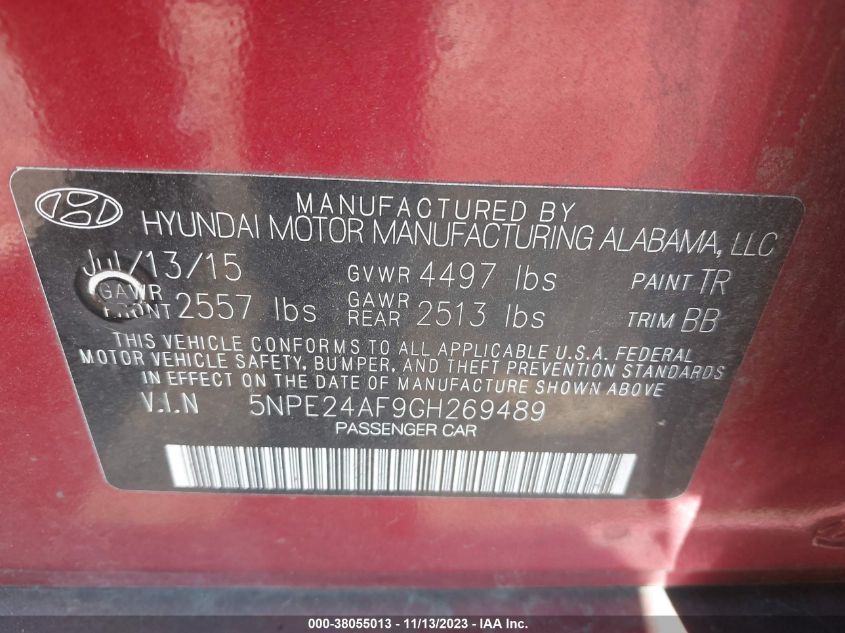 MANUFACTURED BY
HYUNDAI MOTOR MANUFACTURING ALABAMA, LLC
Jul/13/15 GVWR 4497 lbs PAINT TR
GAWR FRONT 2557 lbs GAWR REAR 2513 lbs TRIM BB
THIS VEHICLE CONFORMS TO ALL APPLICABLE U.S.A. FEDERAL
MOTOR VEHICLE SAFETY, BUMPER, AND THEFT PREVENTION STANDARDS
IN EFFECT ON THE DATE OF MANUFACTURE SHOWN ABOVE
V.I.N 5NPE24AF9GH269489
PASSENGER CAR
000-38055013 - 11/13/2023 - IAA Inc.